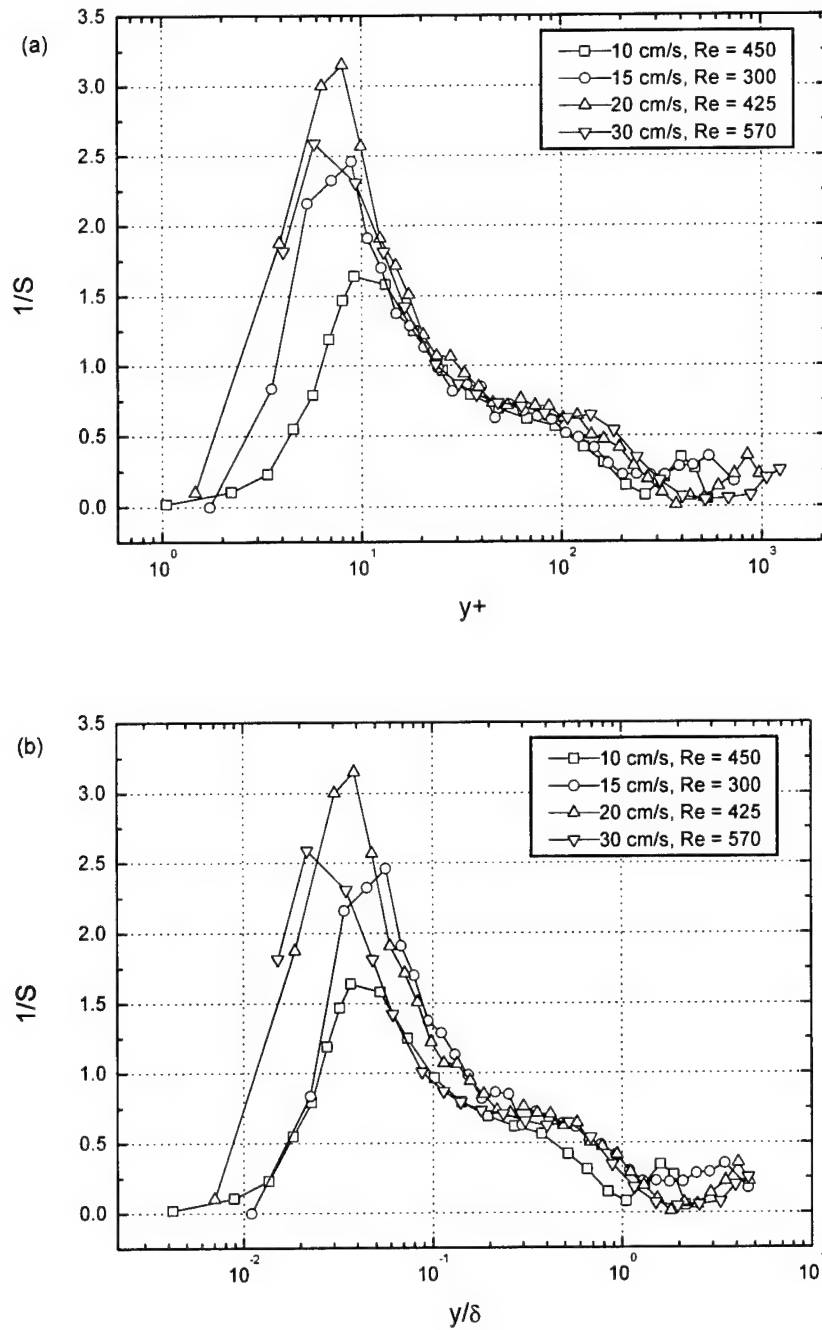 (a)
3.5
3.0
2.5
2.0
1.5
1.0
0.5
0.0
1/S
10 cm/s, Re = 450
15 cm/s, Re = 300
20 cm/s, Re = 425
30 cm/s, Re = 570
10⁰
10¹
10²
10³
y+
(b)
3.5
3.0
2.5
2.0
1.5
1.0
0.5
0.0
1/S
10 cm/s, Re = 450
15 cm/s, Re = 300
20 cm/s, Re = 425
30 cm/s, Re = 570
10⁻²
10⁻¹
10⁰
10
y/δ